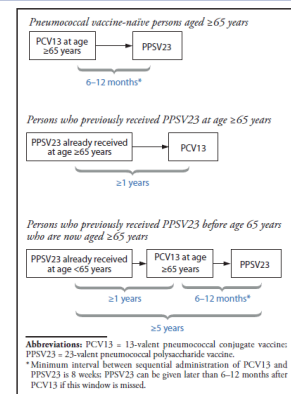 Pneumococcal vaccine-naïve persons aged ≥65 years
PCV13 at age
≥65 years
PPSV23
6–12 months*
Persons who previously received PPSV23 at age ≥65 years
PPSV23 already received
at age ≥65 years
PCV13
≥1 years
Persons who previously received PPSV23 before age 65 years
who are now aged ≥65 years
PPSV23 already received
at age <65 years
PCV13 at age
≥65 years
PPSV23
≥1 years
6–12 months*
≥5 years
Abbreviations: PCV13 = 13-valent pneumococcal conjugate vaccine;
PPSV23 = 23-valent pneumococcal polysaccharide vaccine.
*Minimum interval between sequential administration of PCV13 and
PPSV23 is 8 weeks; PPSV23 can be given later than 6–12 months after
PCV13 if this window is missed.